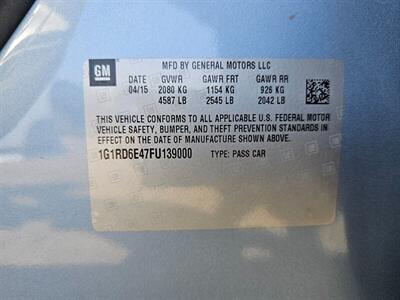 GM
MFD BY GENERAL MOTORS LLC
DATE GVWR GAWR FRT GAWR RR
04/15 2080 KG 1154 KG 926 KG
4587 LB 2545 LB 2042 LB
THIS VEHICLE CONFORMS TO ALL APPLICABLE U.S. FEDERAL MOTOR
VEHICLE SAFETY, BUMPER, AND THEFT PREVENTION STANDARDS IN
EFFECT ON THE DATE OF MANUFACTURE SHOWN ABOVE.
1G1RD6E47FU139000 TYPE: PASS CAR